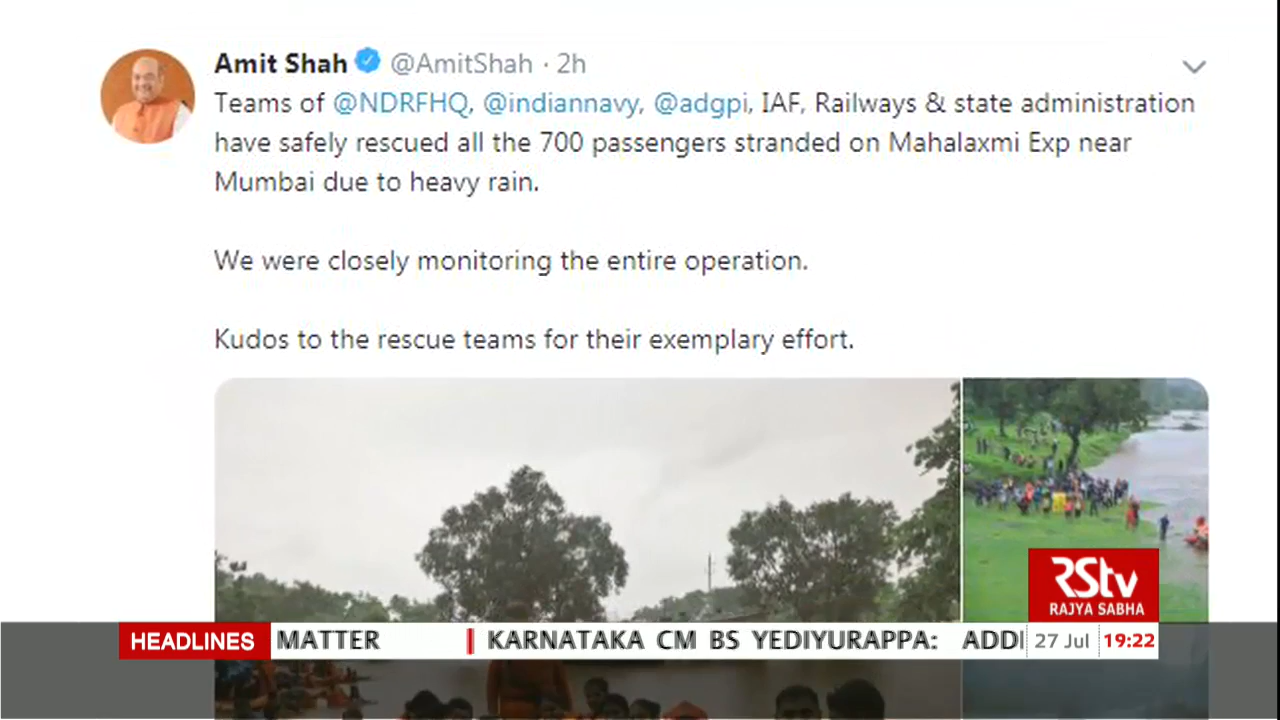 Amit Shah @AmitShah · 2h
Teams of @NDRFHQ, @indiannavy, @adgpi, IAF, Railways & state administration
have safely rescued all the 700 passengers stranded on Mahalaxmi Exp near
Mumbai due to heavy rain.
We were closely monitoring the entire operation.
Kudos to the rescue teams for their exemplary effort.
RStv
RAJYA SABHA
HEADLINES MATTER | KARNATAKA CM BS YEDIYURAPPA: ADDI 27 Jul 19:22